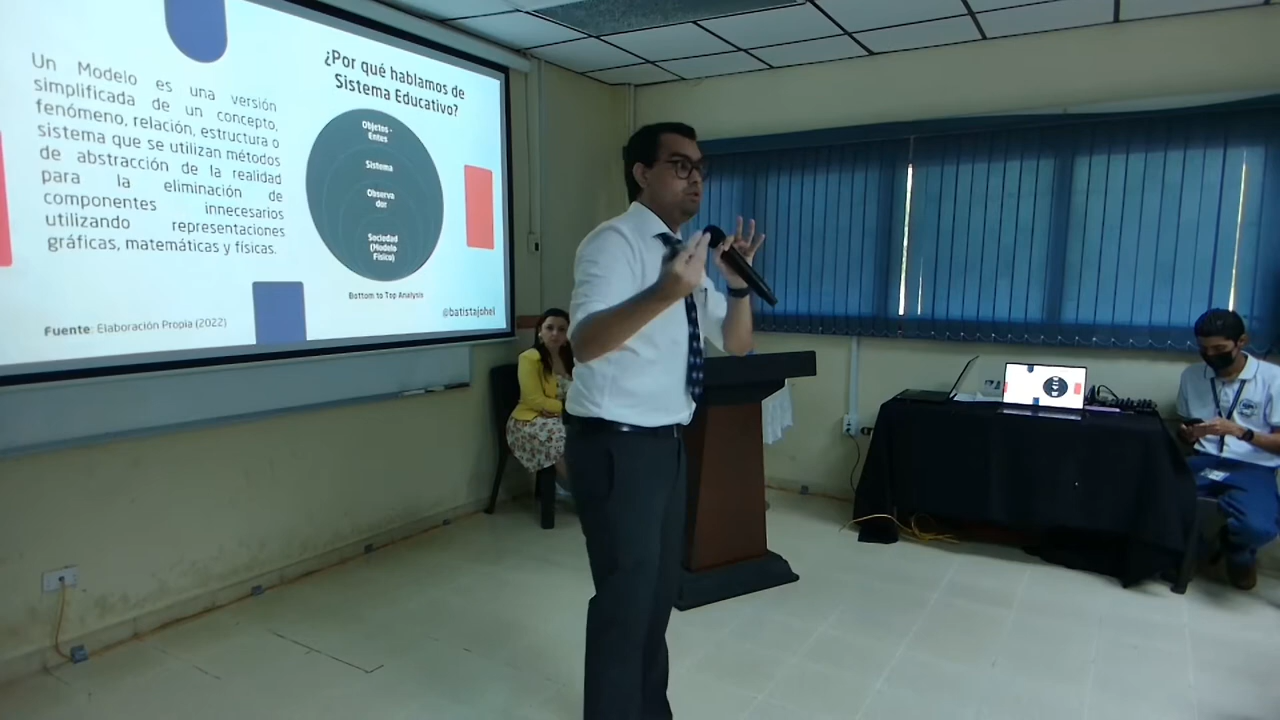 Un Modelo es una versión
simplificada de un concepto,
fenómeno, relación, estructura o
sistema que se utilizan métodos
de abstracción de la realidad
para la eliminación de
componentes innecesarios
utilizando representaciones
gráficas, matemáticas y físicas.
Fuente: Elaboración Propia (2022)
¿Por qué hablamos de
Sistema Educativo?
Objetos -
Entes
Sistema
Observa
dor
Sociedad
(Modelo
Físico)
Bottom to Top Analysis
@batistajohel